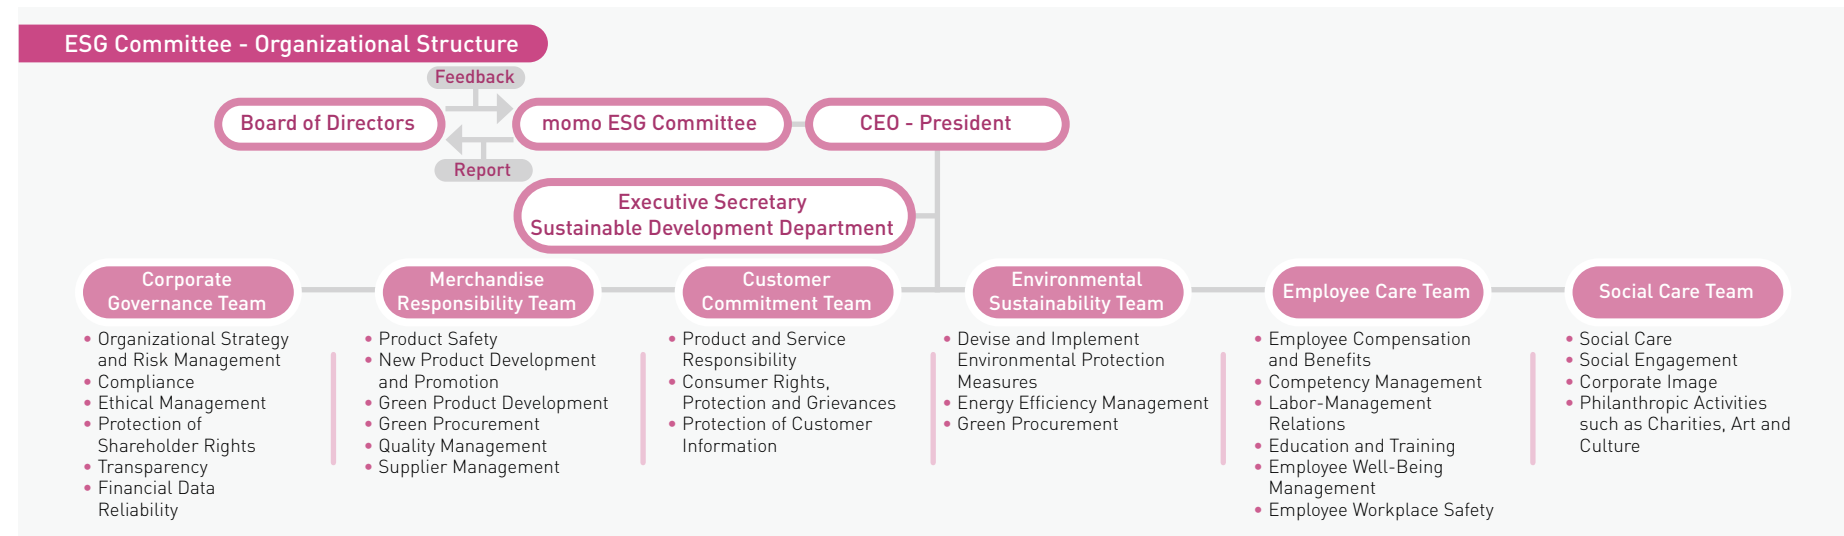 ESG Committee - Organizational Structure
Feedback
Board of Directors
momo ESG Committee
CEO - President
Report
Executive Secretary
Sustainable Development Department
Corporate
Governance Team
• Organizational Strategy
and Risk Management
• Compliance
• Ethical Management
• Protection of
Shareholder Rights
• Transparency
• Financial Data
Reliability
Merchandise
Responsibility Team
• Product Safety
• New Product Development
and Promotion
• Green Product Development
• Green Procurement
• Quality Management
• Supplier Management
Customer
Commitment Team
• Product and Service
Responsibility
• Consumer Rights,
Protection and Grievances
• Protection of Customer
Information
Environmental
Sustainability Team
• Devise and Implement
Environmental Protection
Measures
• Energy Efficiency Management
• Green Procurement
Employee Care Team
• Employee Compensation
and Benefits
• Competency Management
• Labor-Management
Relations
• Education and Training
• Employee Well-Being
Management
• Employee Workplace Safety
Social Care Team
• Social Care
• Social Engagement
• Corporate Image
• Philanthropic Activities
such as Charities, Art and
Culture